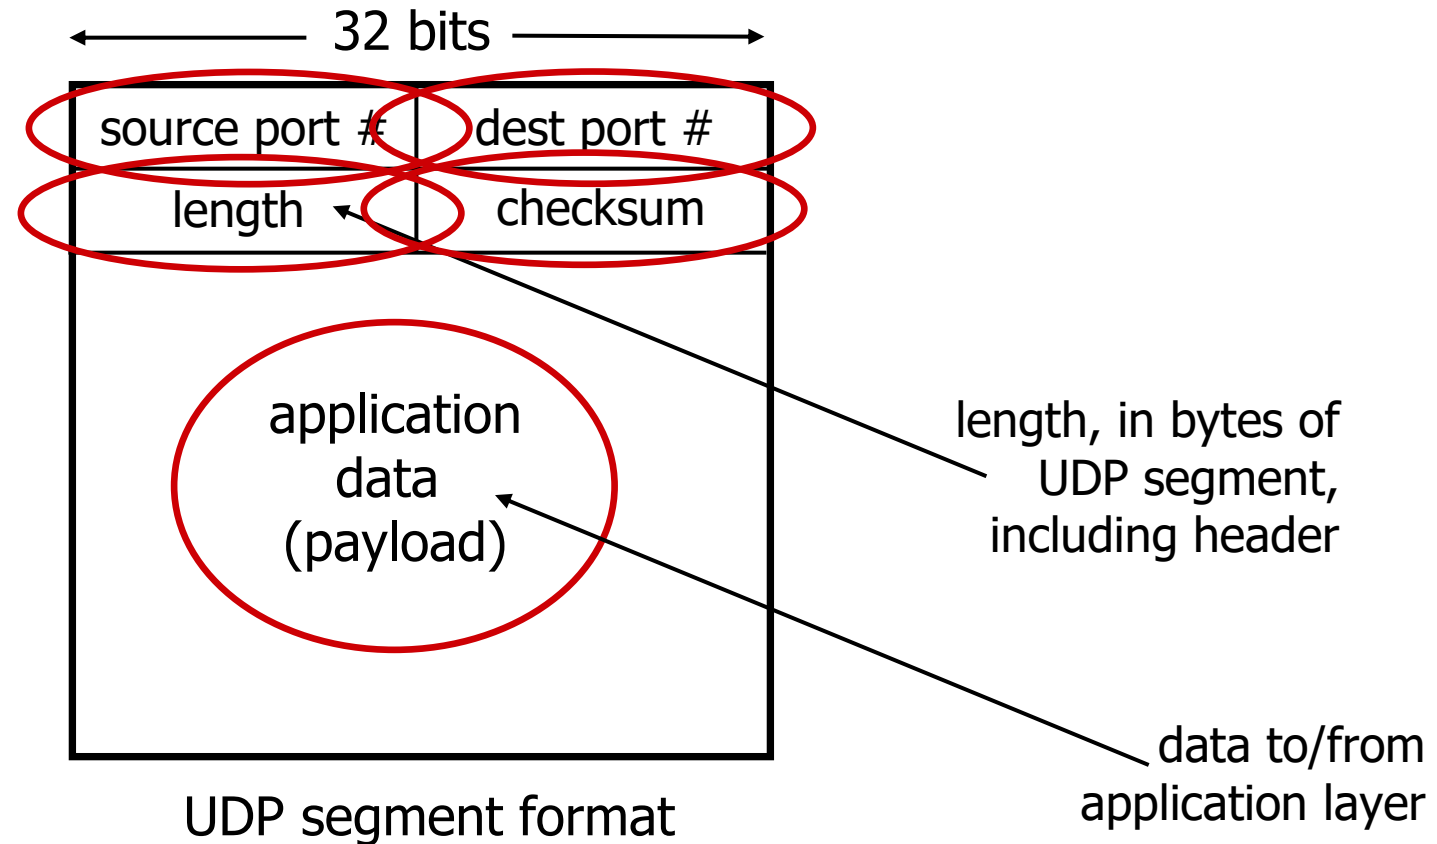 32 bits
source port #
dest port #
length
checksum
application
data
(payload)
length, in bytes of
UDP segment,
including header
data to/from
application layer
UDP segment format